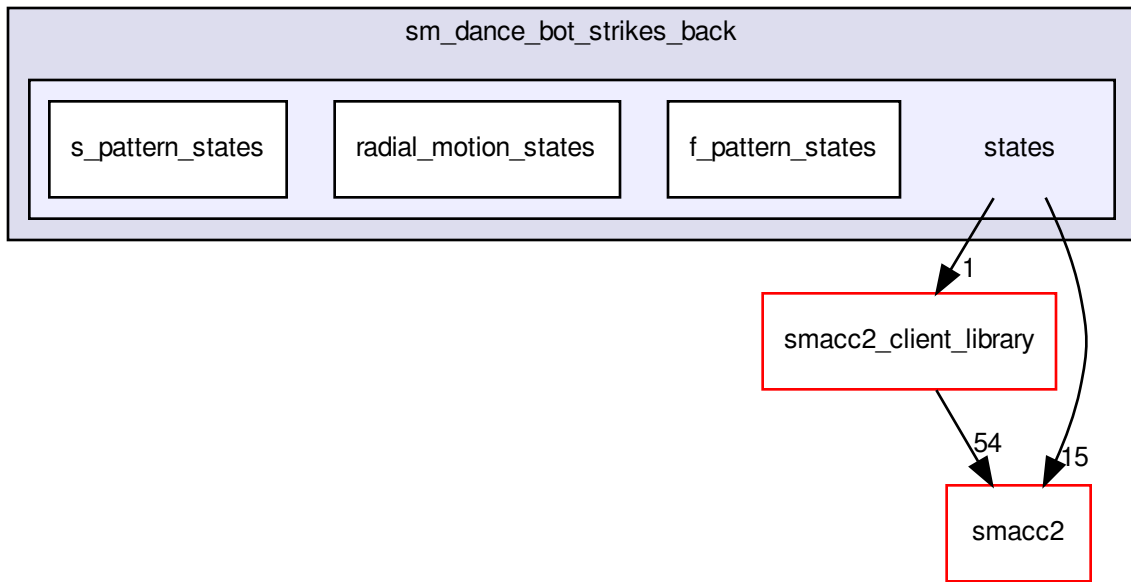 sm_dance_bot_strikes_back
s_pattern_states
radial_motion_states
f_pattern_states
states
1
smacc2_client_library
54
15
smacc2